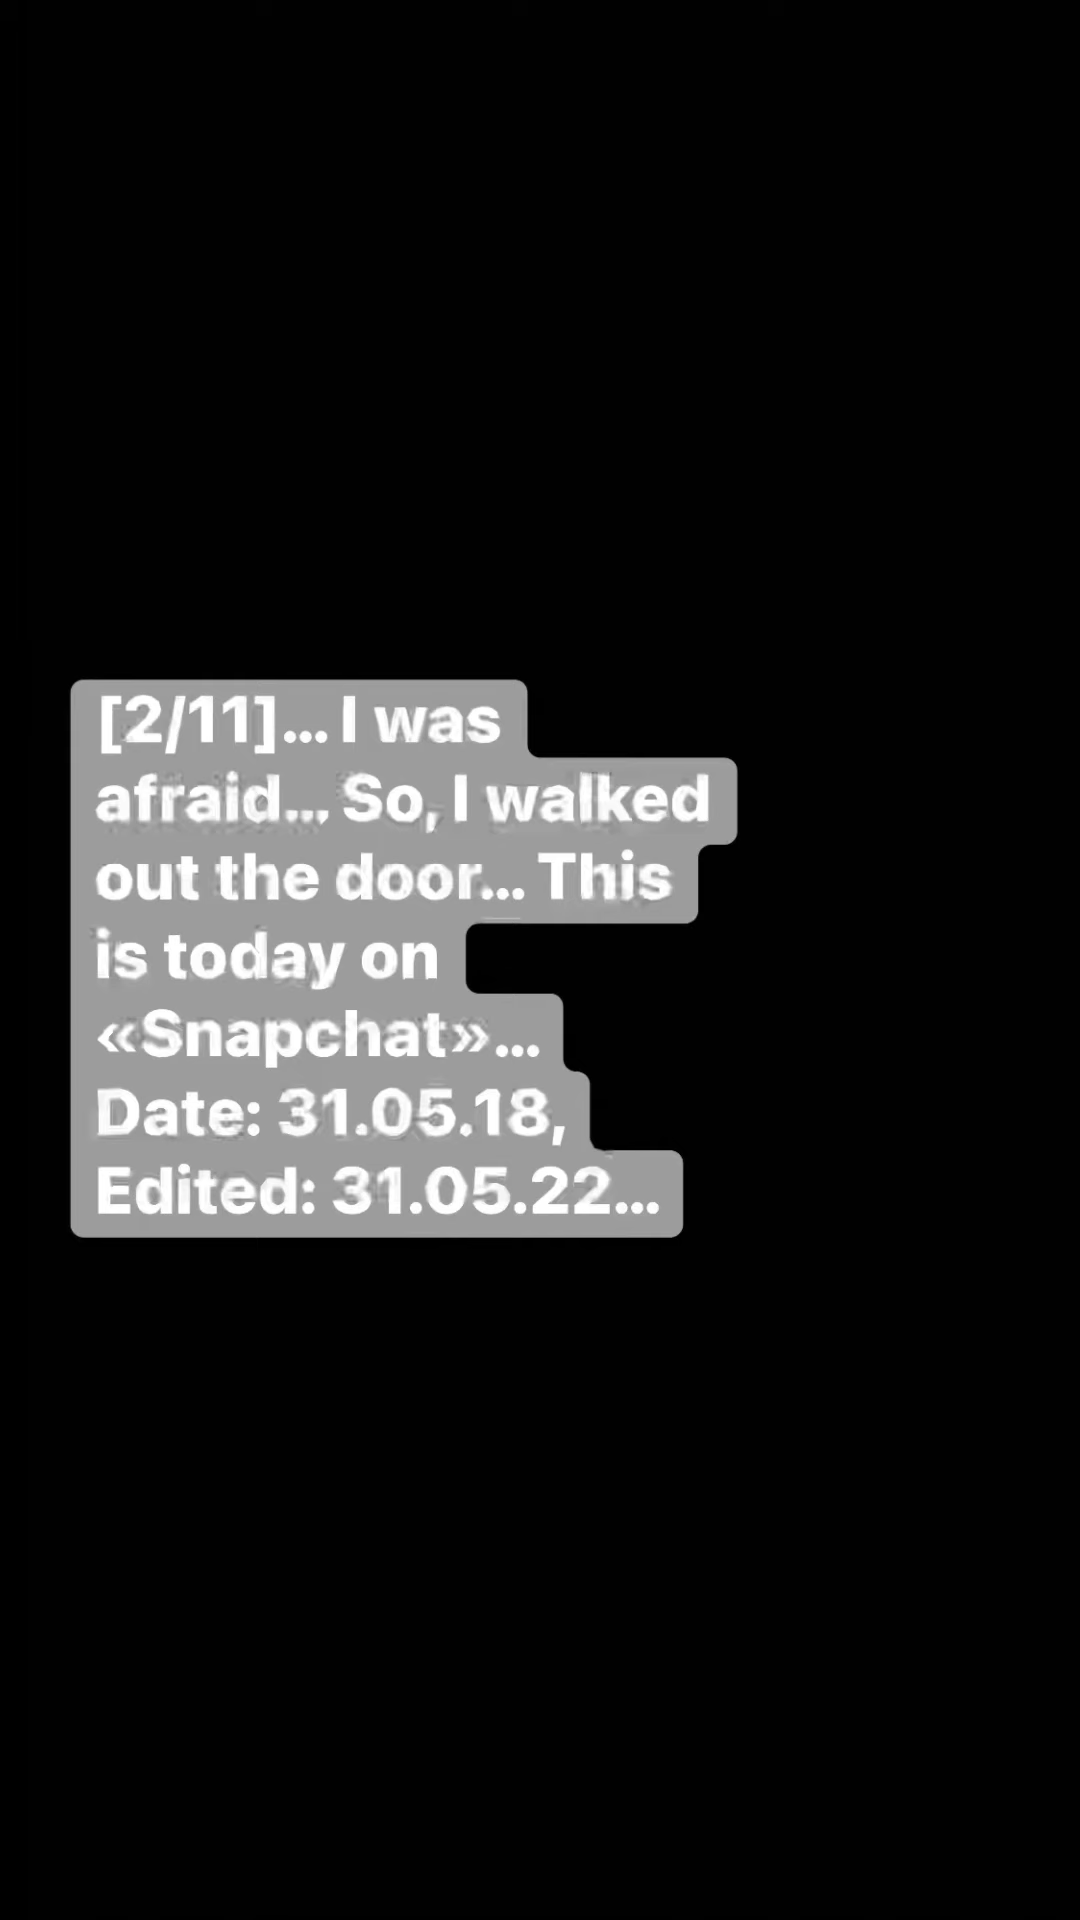 [2/11]... I was
afraid... So, I walked
out the door... This
is today on
«Snapchat»...
Date: 31.05.18,
Edited: 31.05.22...